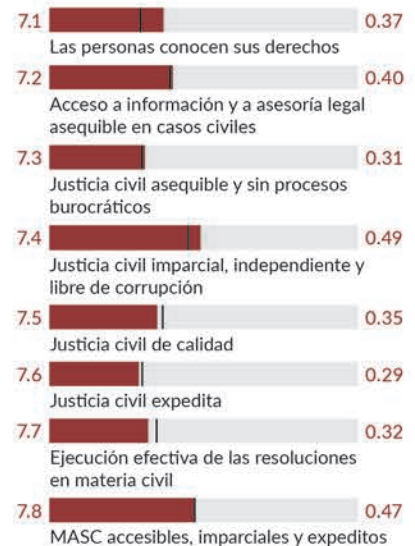 7.1 0.37
Las personas conocen sus derechos
7.2 0.40
Acceso a información y a asesoría legal
asequible en casos civiles
7.3 0.31
Justicia civil asequible y sin procesos
burocráticos
7.4 0.49
Justicia civil imparcial, independiente y
libre de corrupción
7.5 0.35
Justicia civil de calidad
7.6 0.29
Justicia civil expedita
7.7 0.32
Ejecución efectiva de las resoluciones
en materia civil
7.8 0.47
MASC accesibles, imparciales y expeditos